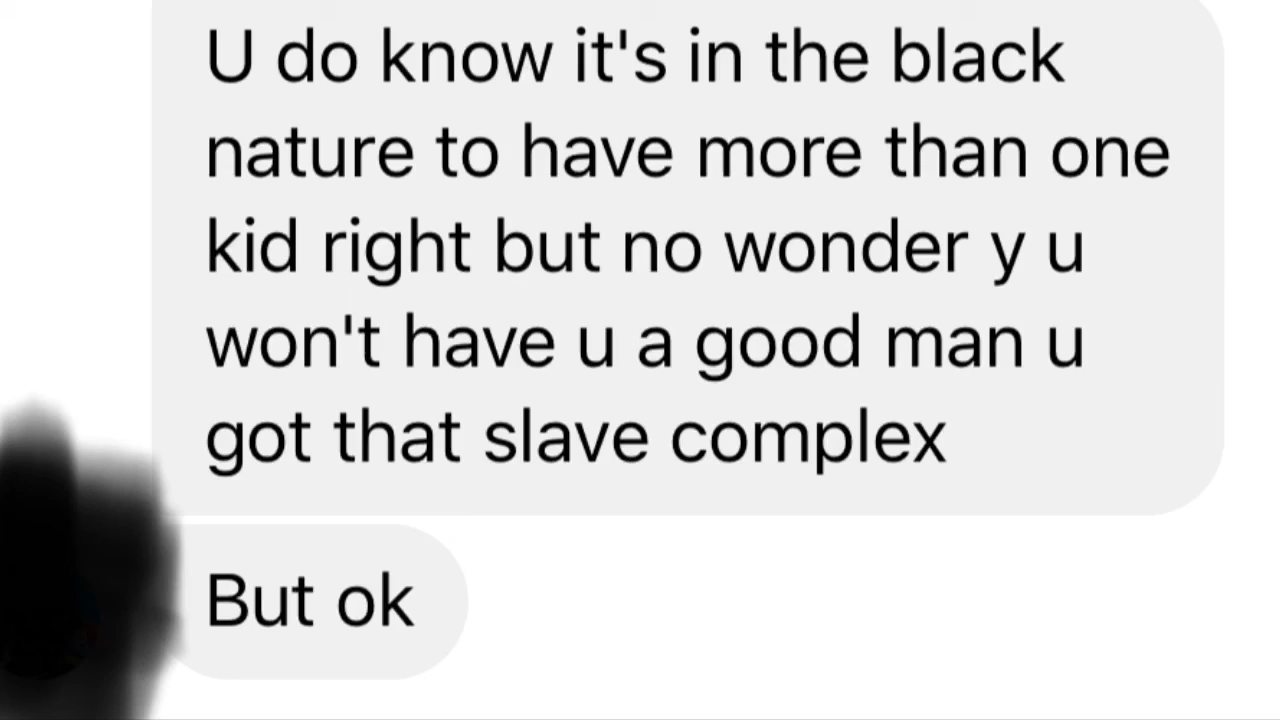 U do know it's in the black
nature to have more than one
kid right but no wonder y u
won't have u a good man u
got that slave complex
But ok